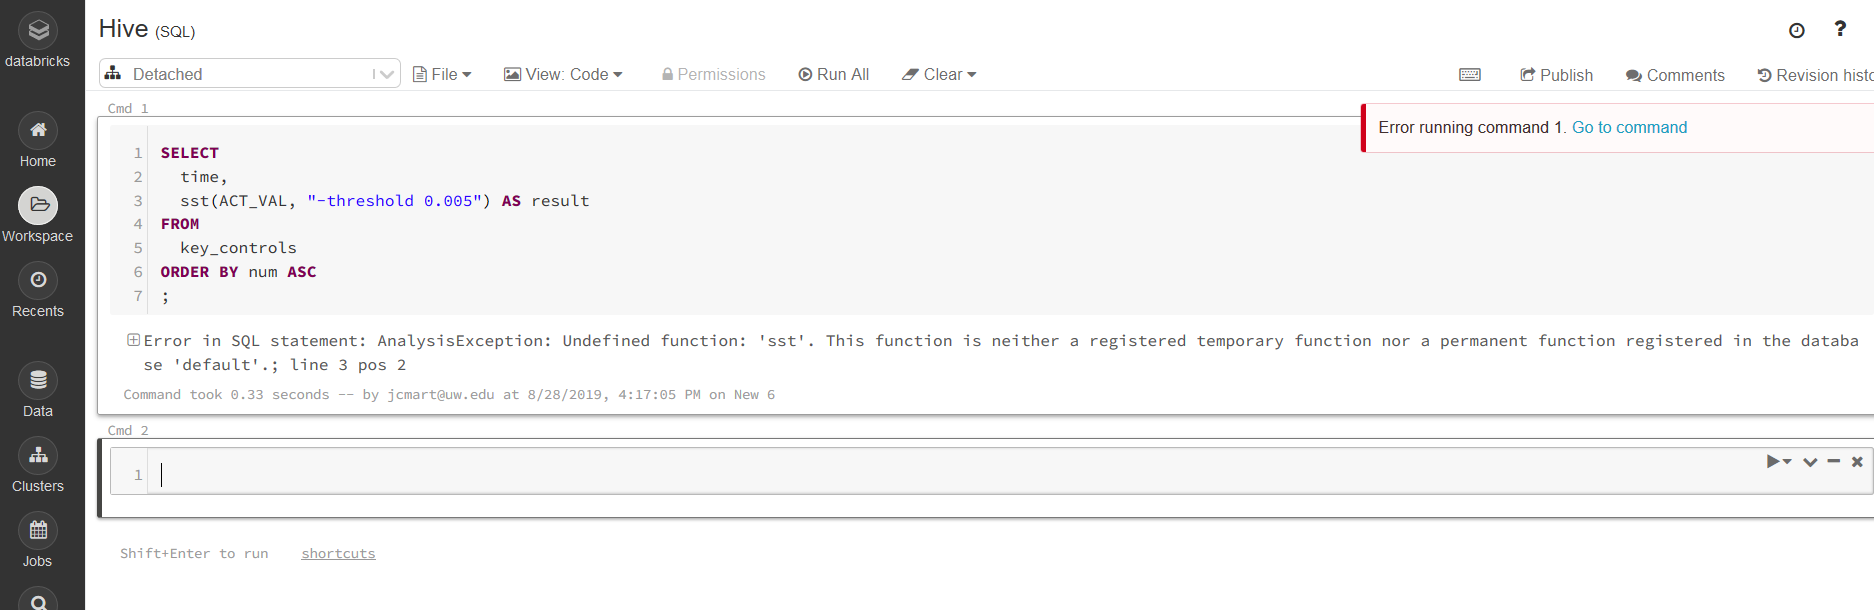 databricks
Home
Workspace
Recents
Data
Clusters
Jobs
Hive (SQL)
?
Detached
File
View: Code
Permissions
Run All
Clear
Publish
Comments
Revision histo
Error running command 1. Go to command
Cmd 1
1 SELECT
2 time,
3 sst(ACT_VAL, "-threshold 0.005") AS result
4 FROM
5 key_controls
6 ORDER BY num ASC
7 ;
Error in SQL statement: AnalysisException: Undefined function: 'sst'. This function is neither a registered temporary function nor a permanent function registered in the databa
se 'default'.; line 3 pos 2
Command took 0.33 seconds -- by jcmart@uw.edu at 8/28/2019, 4:17:05 PM on New 6
Cmd 2
1
Shift+Enter to run shortcuts